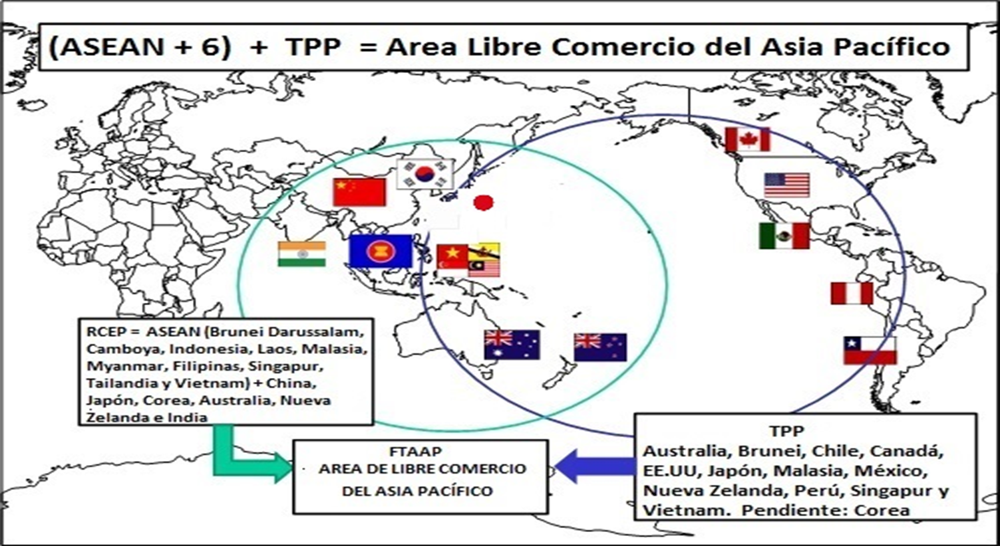 (ASEAN + 6) + TPP = Area Libre Comercio del Asia Pacífico
RCEP = ASEAN (Brunei Darussalam,
Camboya, Indonesia, Laos, Malasia,
Myanmar, Filipinas, Singapur,
Tailandia y Vietnam) + China,
Japón, Corea, Australia, Nueva
Zelanda e India
FTAAP
AREA DE LIBRE COMERCIO
DEL ASIA PACÍFICO
TPP
Australia, Brunei, Chile, Canadá,
EE.UU, Japón, Malasia, México,
Nueva Zelanda, Perú, Singapur y
Vietnam. Pendiente: Corea